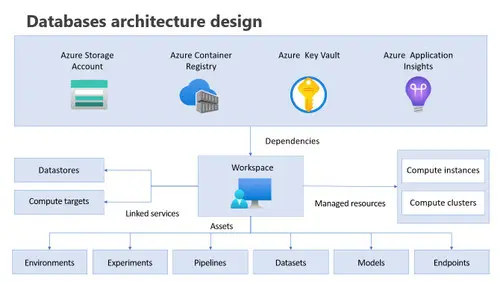 Databases architecture design
Azure Storage Account
Azure Container Registry
Azure Key Vault
Azure Application Insights
Dependencies
Workspace
Datastores
Compute targets
Linked services
Managed resources
Compute instances
Compute clusters
Assets
Environments
Experiments
Pipelines
Datasets
Models
Endpoints